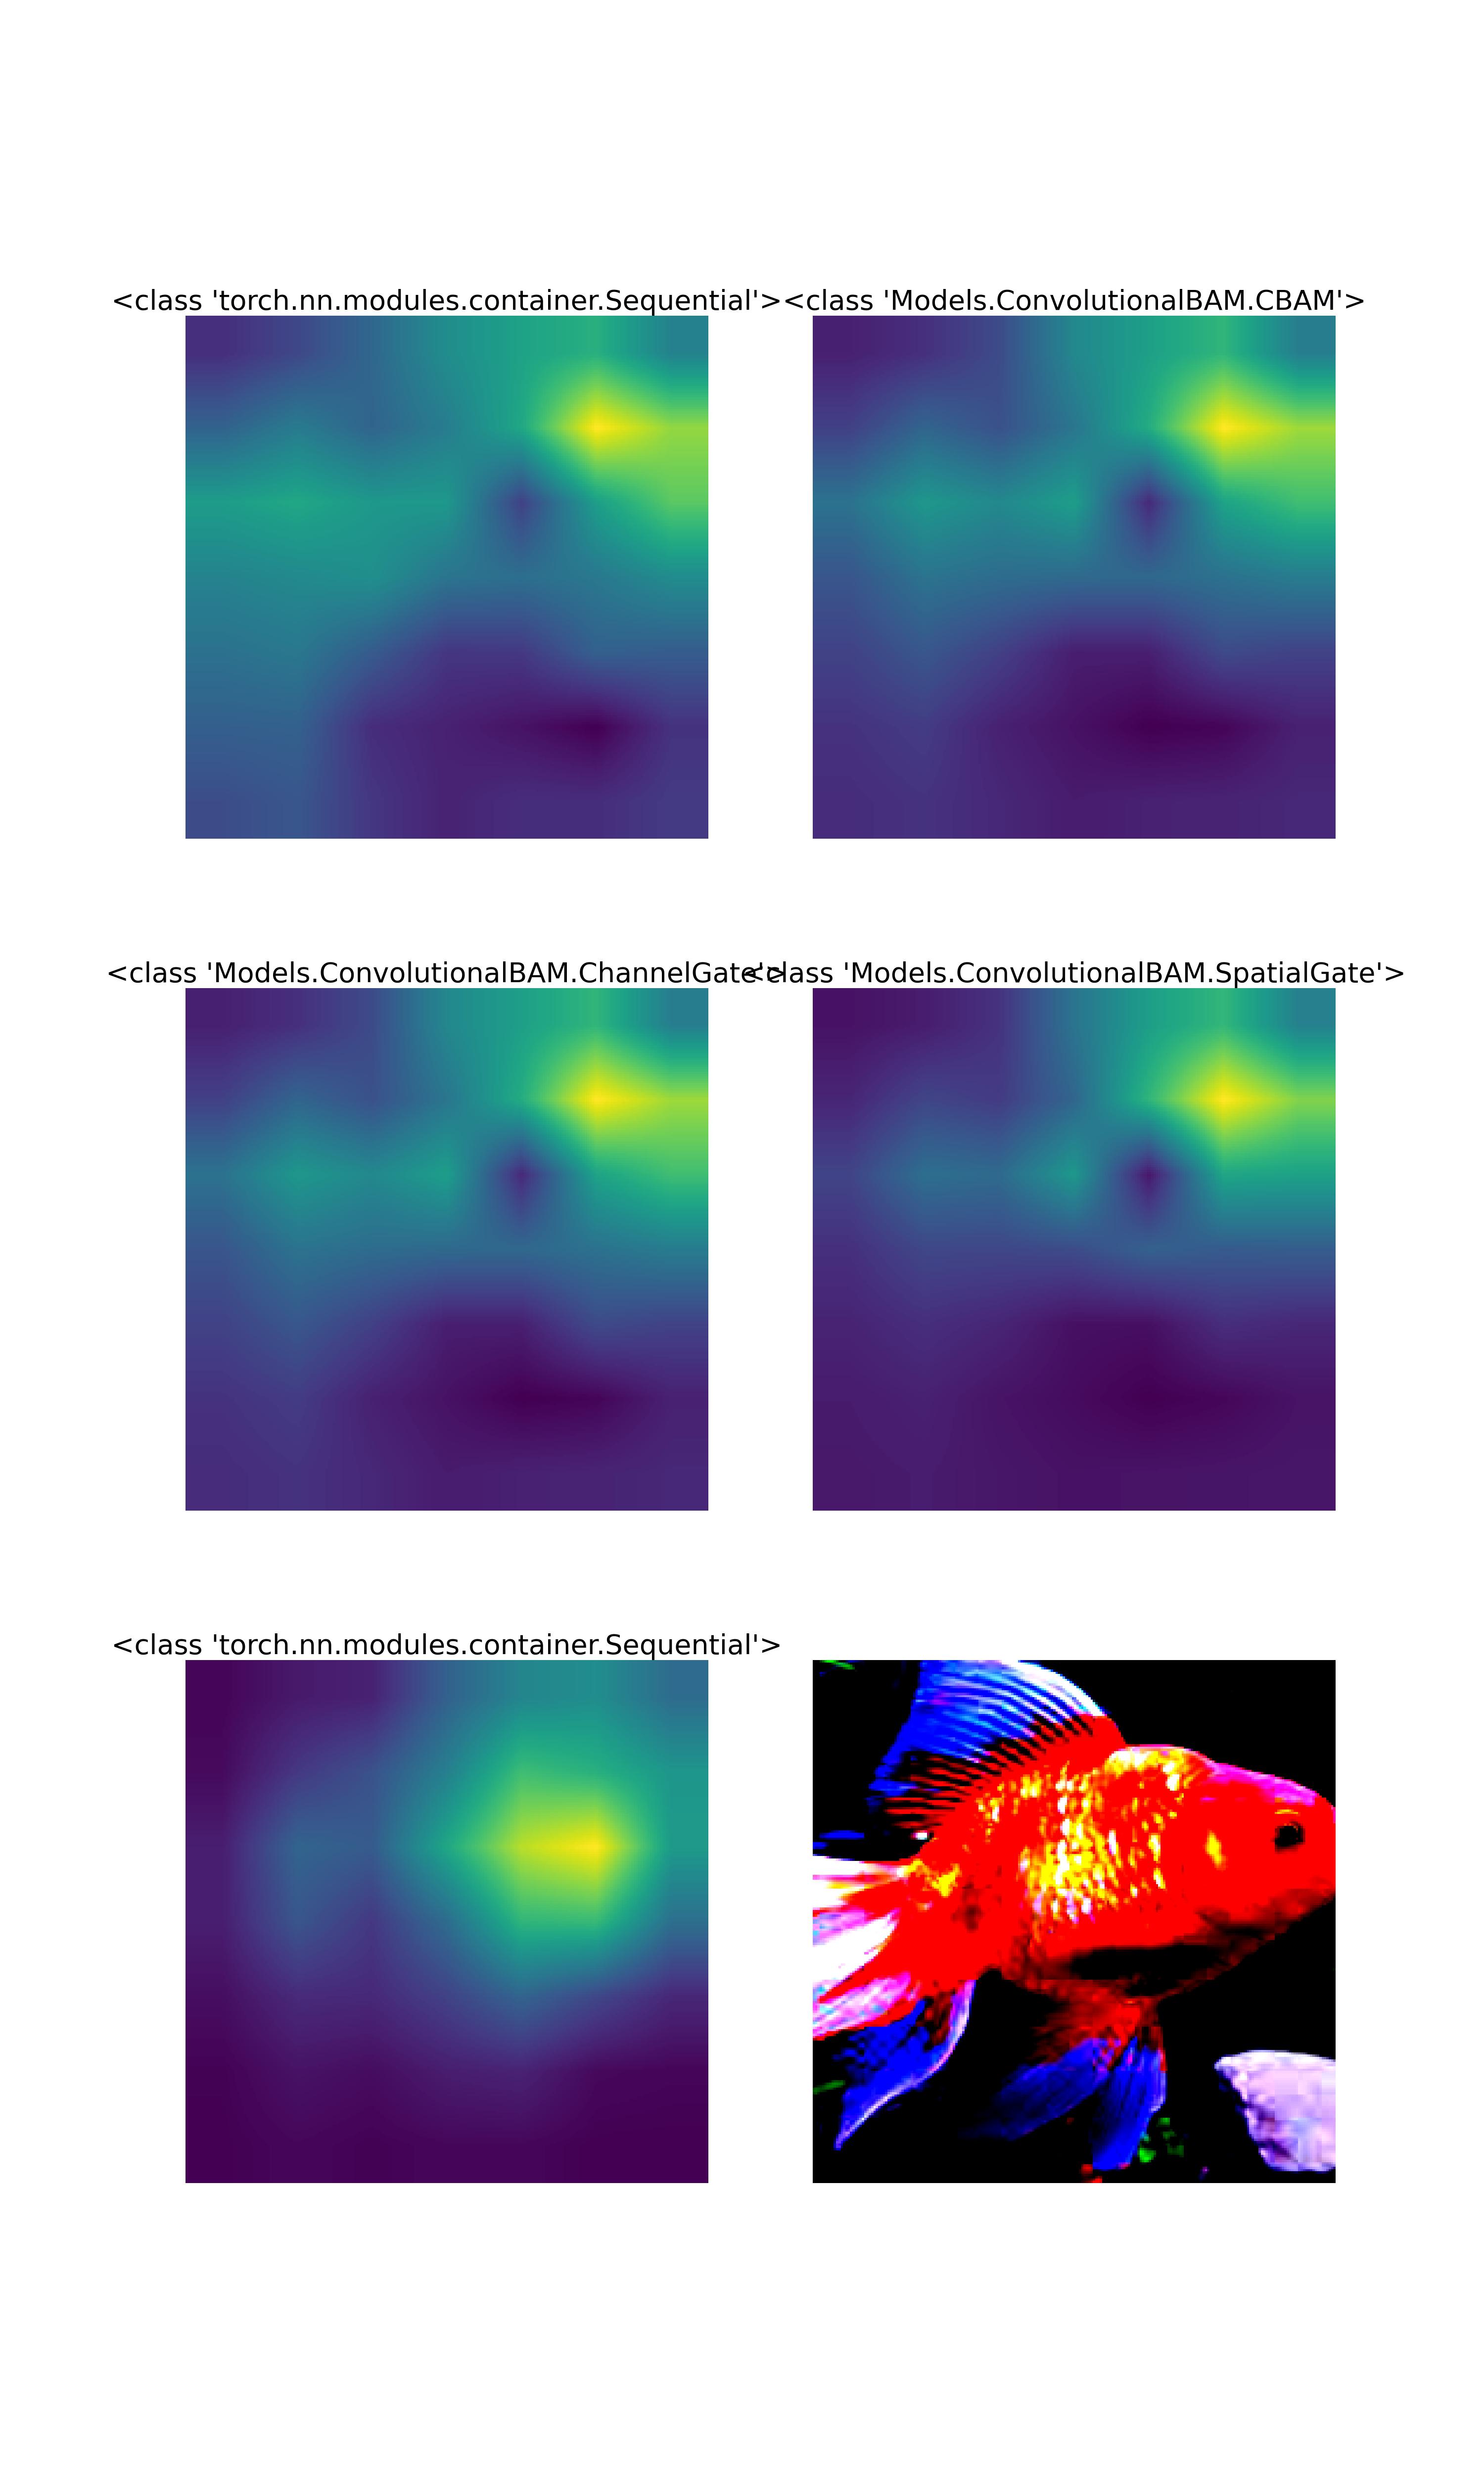 <class 'torch.nn.modules.container.Sequential'>
<class 'Models.ConvolutionalBAM.CBAM'>
<class 'Models.ConvolutionalBAM.ChannelGate'>
<class 'Models.ConvolutionalBAM.SpatialGate'>
<class 'torch.nn.modules.container.Sequential'>